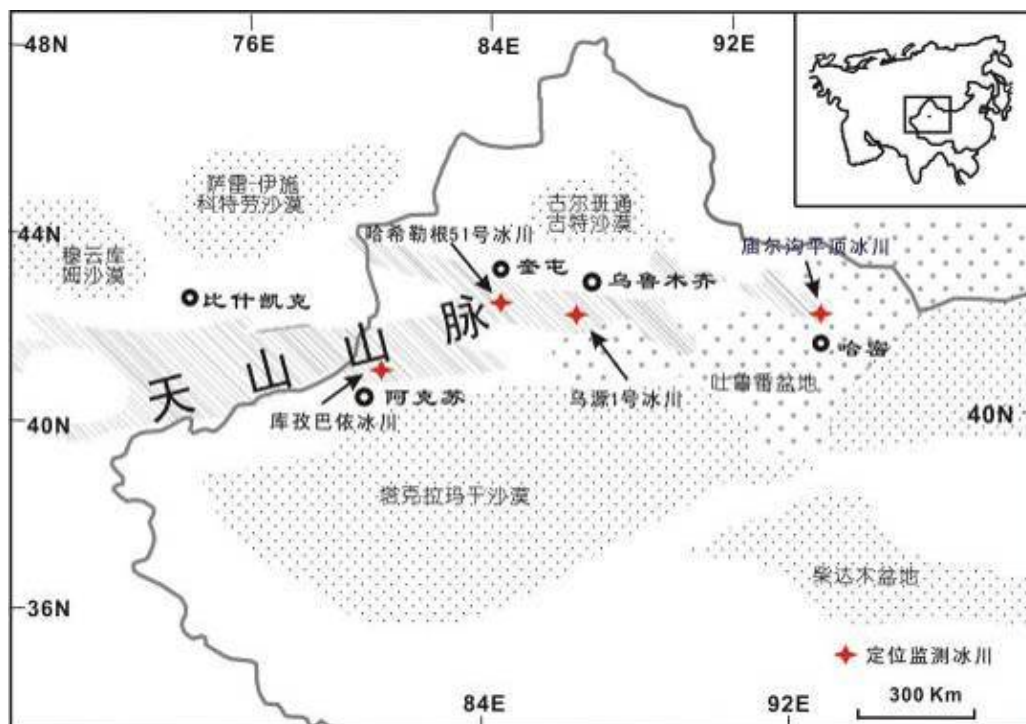 48N
76E
84E
92E
萨雷-伊施
科特劳沙漠
古尔班通
古特沙漠
44N
哈希勒根51号冰川
庙尔沟平顶冰川
穆云库
姆沙漠
奎屯
乌鲁木齐
比什凯克
天山山脉
哈密
吐鲁番盆地
阿克苏
乌源1号冰川
库孜巴依冰川
40N
40N
塔克拉玛干沙漠
柴达木盆地
36N
定位监测冰川
84E
92E
300 Km